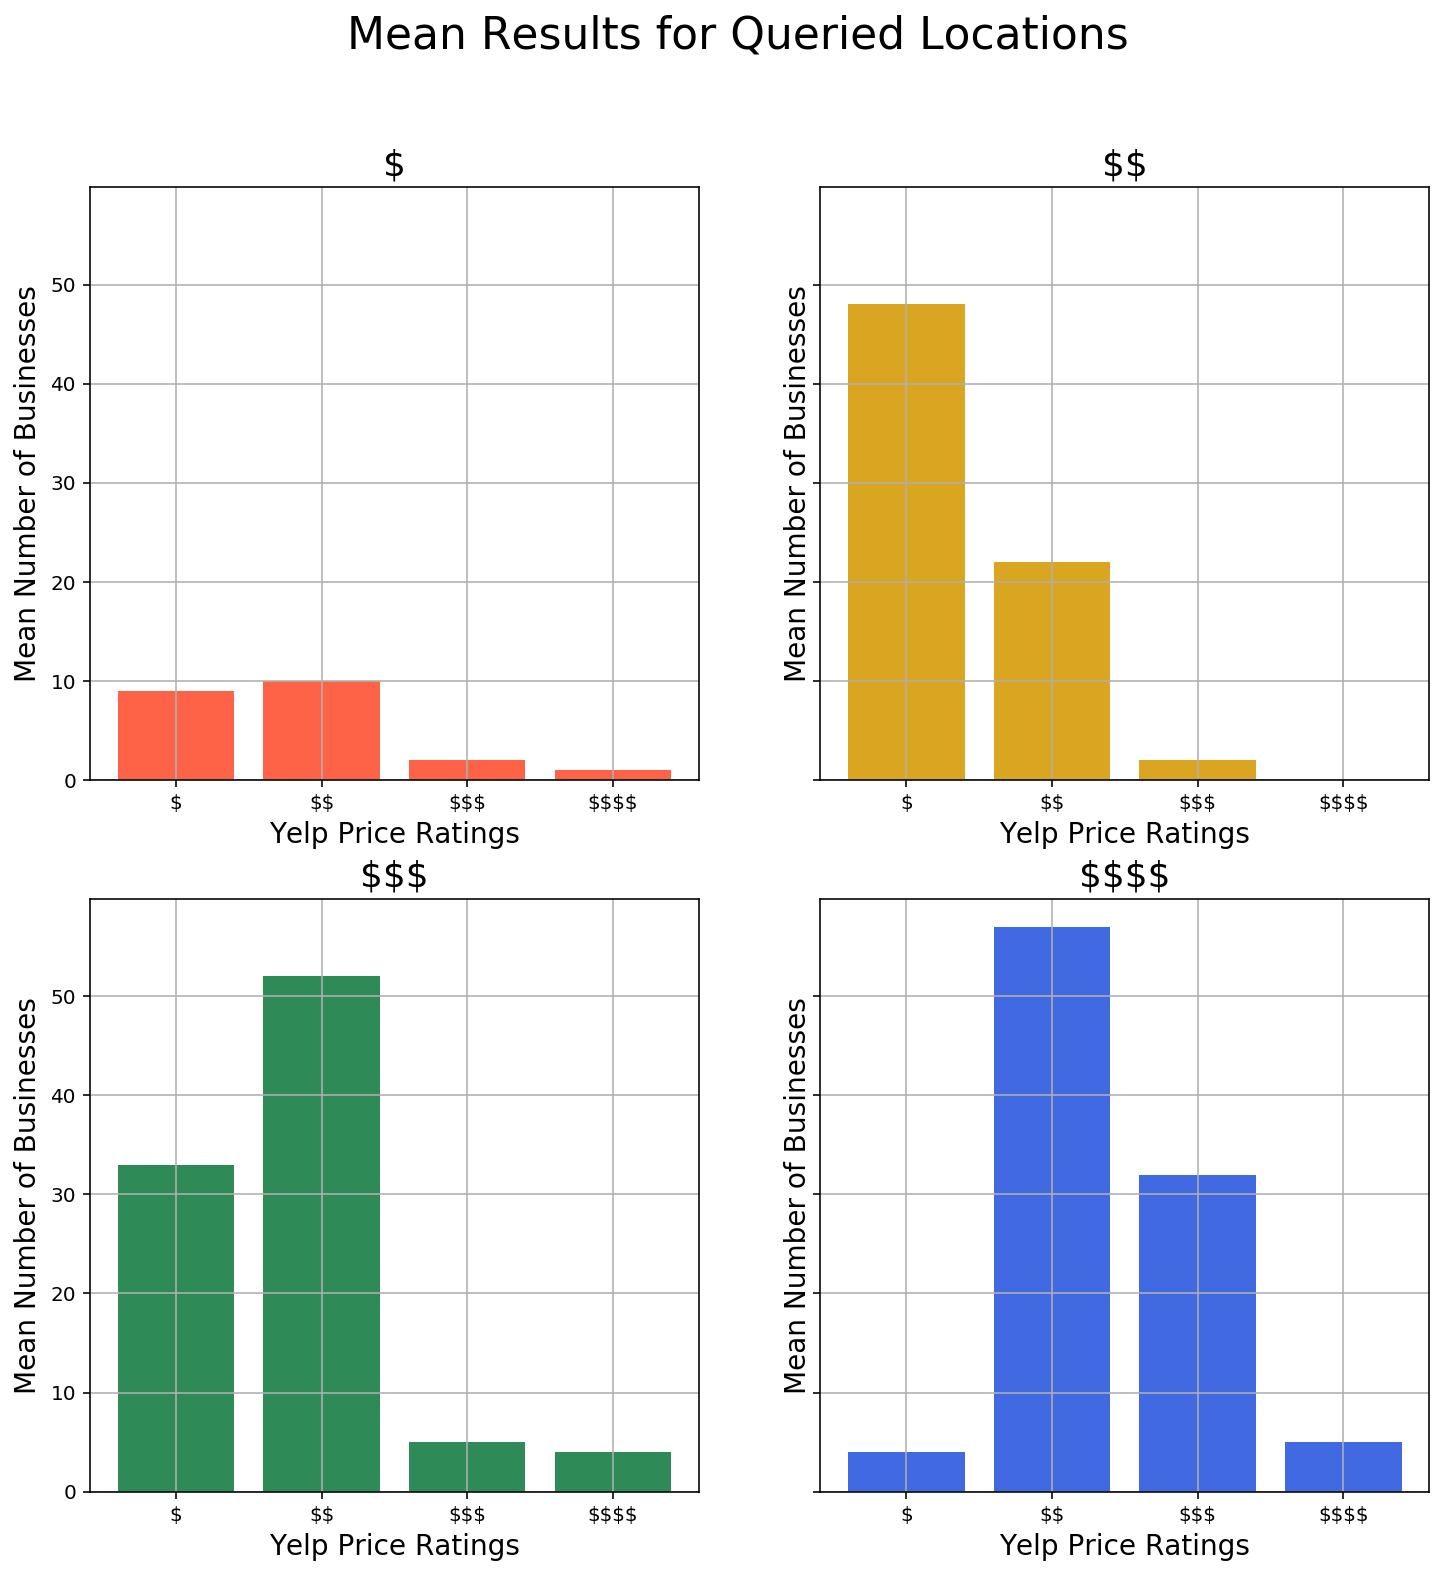 Mean Results for Queried Locations
$
Mean Number of Businesses
50
40
30
20
10
0
$ $$ $$$ $$$$
Yelp Price Ratings
$$
Mean Number of Businesses
$ $$ $$$ $$$$
Yelp Price Ratings
$$$
Mean Number of Businesses
50
40
30
20
10
0
$ $$ $$$ $$$$
Yelp Price Ratings
$$$$
Mean Number of Businesses
$ $$ $$$ $$$$
Yelp Price Ratings